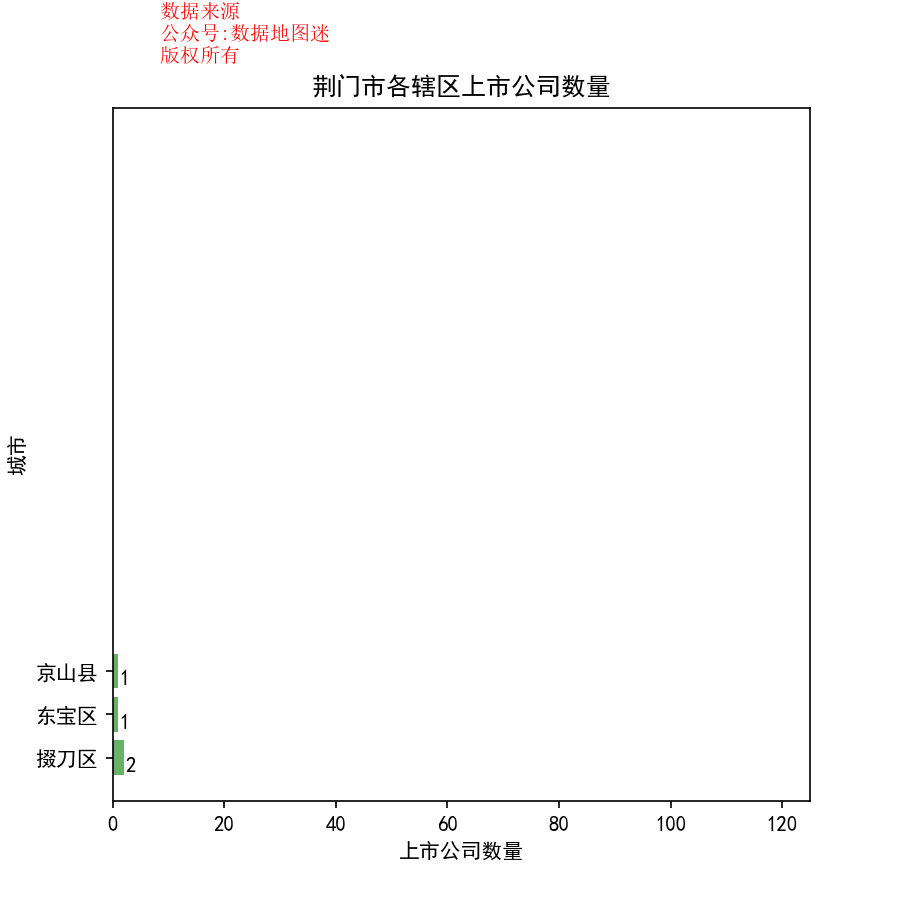 数据来源
公众号:数据地图迷
版权所有
荆门市各辖区上市公司数量
城市
京山县
1
东宝区
1
掇刀区
2
0 20 40 60 80 100 120
上市公司数量